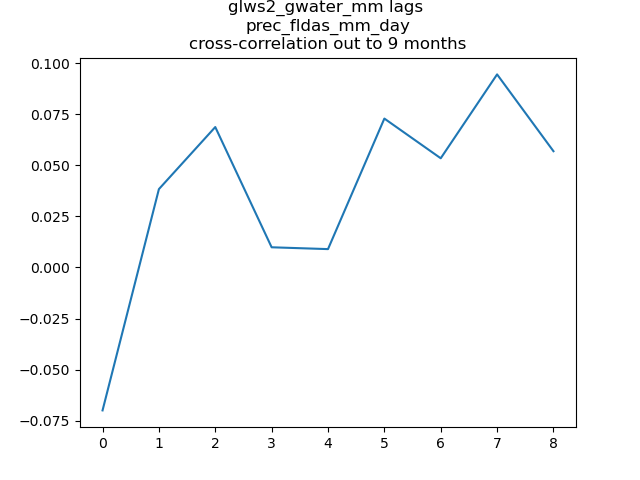 glws2_gwater_mm lags
prec_fldas_mm_day
cross-correlation out to 9 months
0.100
0.075
0.050
0.025
0.000
−0.025
−0.050
−0.075
0 1 2 3 4 5 6 7 8